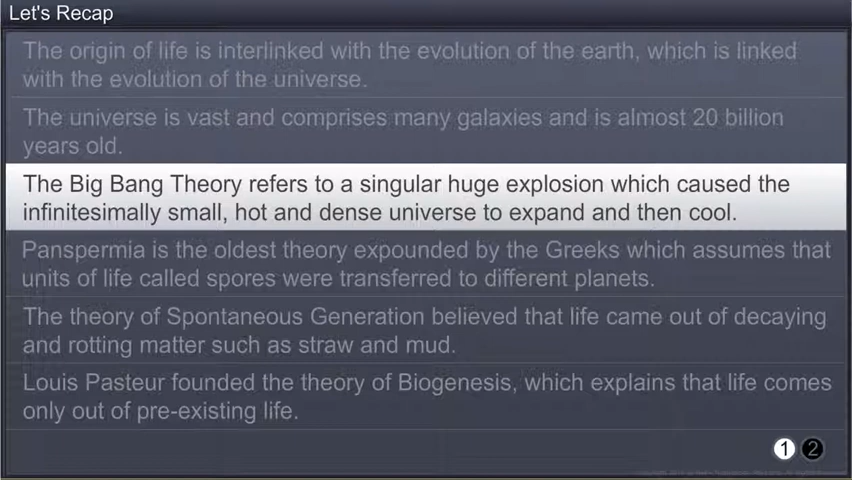 Let's Recap
The origin of life is interlinked with the evolution of the earth, which is linked
with the evolution of the universe.
The universe is vast and comprises many galaxies and is almost 20 billion
years old.
The Big Bang Theory refers to a singular huge explosion which caused the
infinitesimally small, hot and dense universe to expand and then cool.
Panspermia is the oldest theory expounded by the Greeks which assumes that
units of life called spores were transferred to different planets.
The theory of Spontaneous Generation believed that life came out of decaying
and rotting matter such as straw and mud.
Louis Pasteur founded the theory of Biogenesis, which explains that life comes
only out of pre-existing life.
1 2